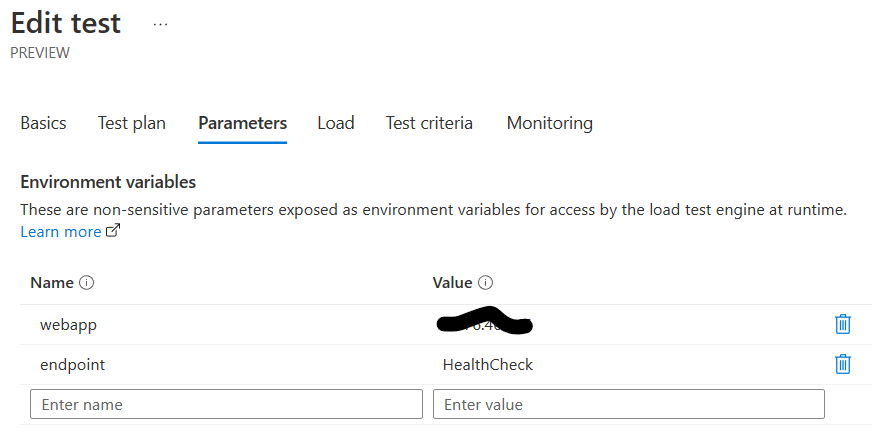 Edit test ...
PREVIEW
Basics Test plan Parameters Load Test criteria Monitoring
Environment variables
These are non-sensitive parameters exposed as environment variables for access by the load test engine at runtime.
Learn more
Name Value
webapp
endpoint HealthCheck
Enter name Enter value